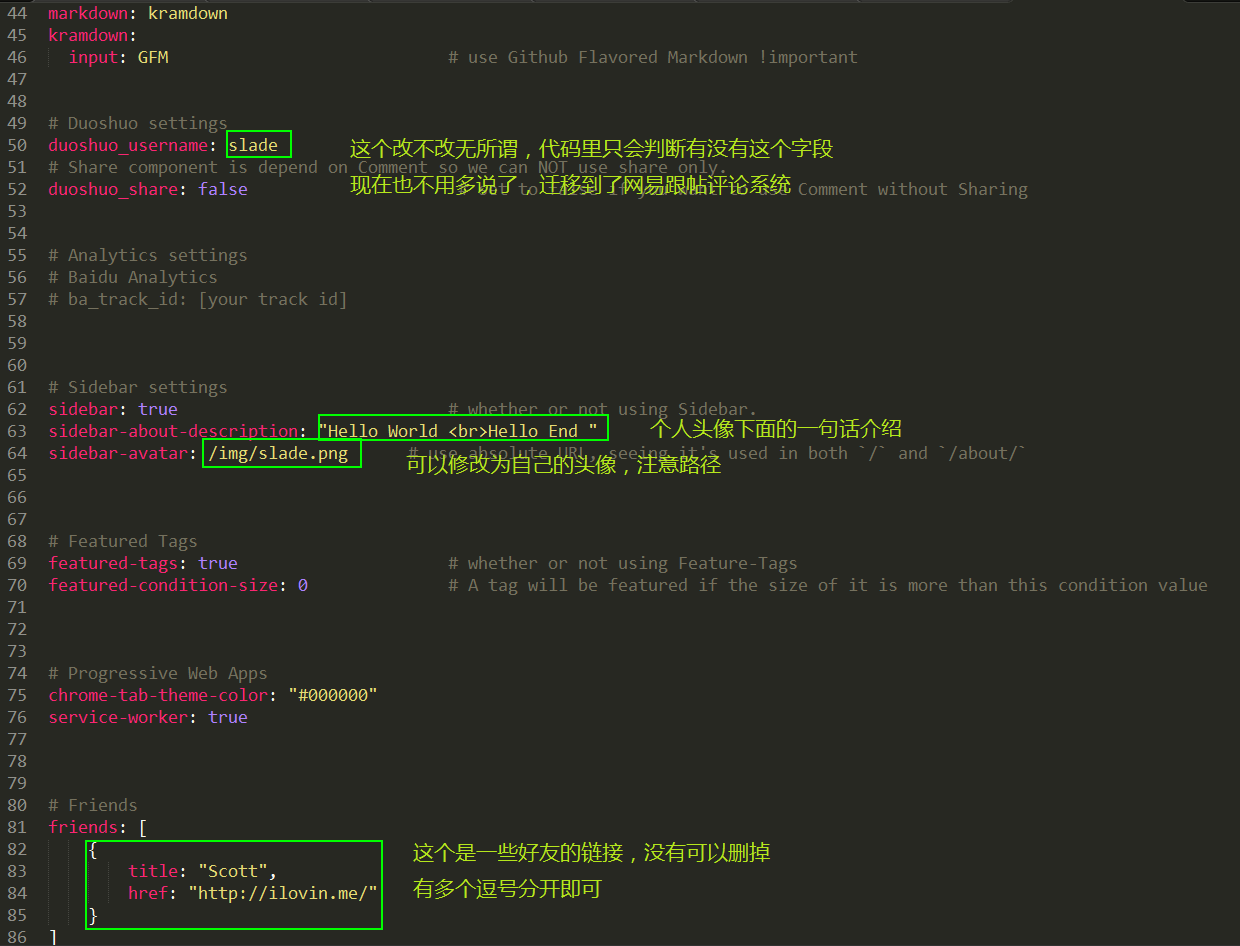 44 markdown: kramdown
45 kramdown:
46 input: GFM # use Github Flavored Markdown !important
47
48
49 # Duoshuo settings
50 duoshuo_username: slade 这个改不改无所谓，代码里只会判断有没有这个字段
51 # Share component is depend on Comment so we can NOT use share only.
现在也不用多说了，迁移到了网易跟帖评论系统
52 duoshuo_share: false Comment without Sharing
53
54
55 # Analytics settings
56 # Baidu Analytics
57 # ba_track_id: [your track id]
58
59
60
61 # Sidebar settings
62 sidebar: true # whether or not using Sidebar.
63 sidebar-about-description: "Hello World <br>Hello End " 个人头像下面的一句话介绍
64 sidebar-avatar: /img/slade.png # use absolute URL, seeing it's used in both `/` and `/about/`
可以修改为自己的头像，注意路径
65
66
67
68 # Featured Tags
69 featured-tags: true # whether or not using Feature-Tags
70 featured-condition-size: 0 # A tag will be featured if the size of it is more than this condition value
71
72
73
74 # Progressive Web Apps
75 chrome-tab-theme-color: "#000000"
76 service-worker: true
77
78
79
80 # Friends
81 friends: [
82 { 这个是一些好友的链接，没有可以删掉
83 title: "Scott",
84 href: "http://ilovin.me/" 有多个逗号分开即可
85 }
86 ]